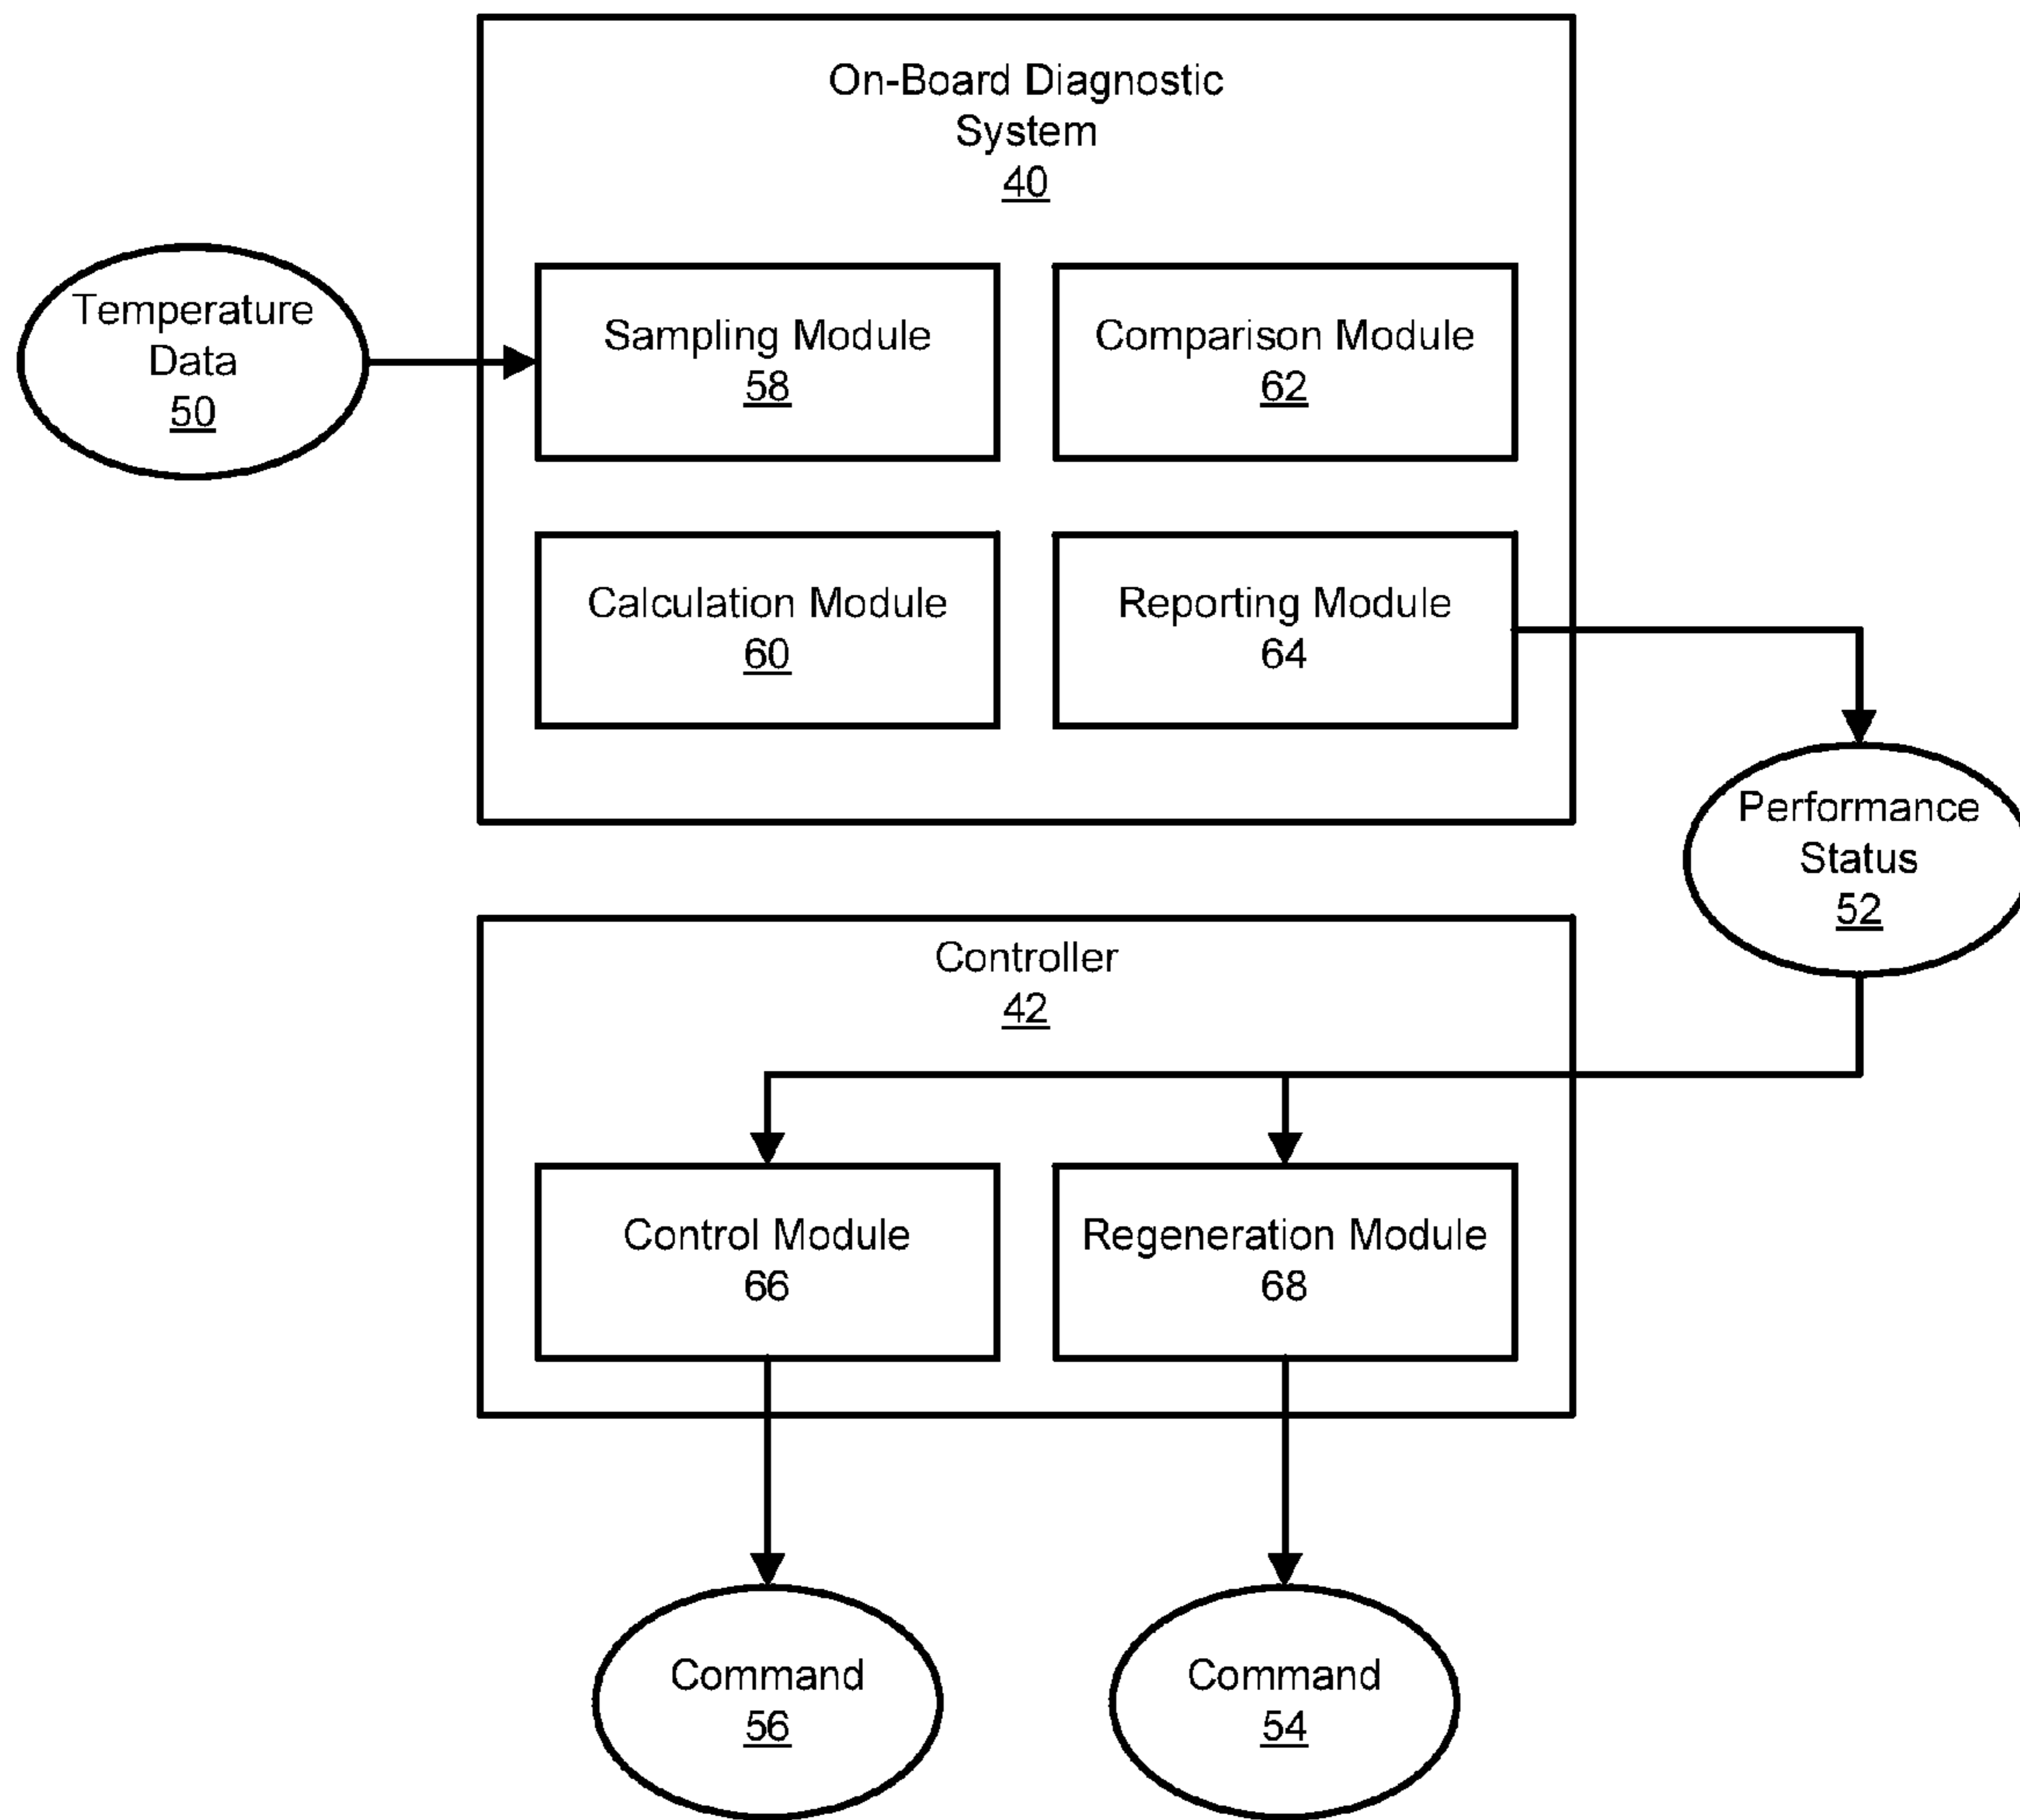 On-Board Diagnostic
System
40
Temperature
Data
50
Sampling Module
58
Comparison Module
62
Calculation Module
60
Reporting Module
64
Performance
Status
52
Controller
42
Control Module
66
Regeneration Module
68
Command
56
Command
54